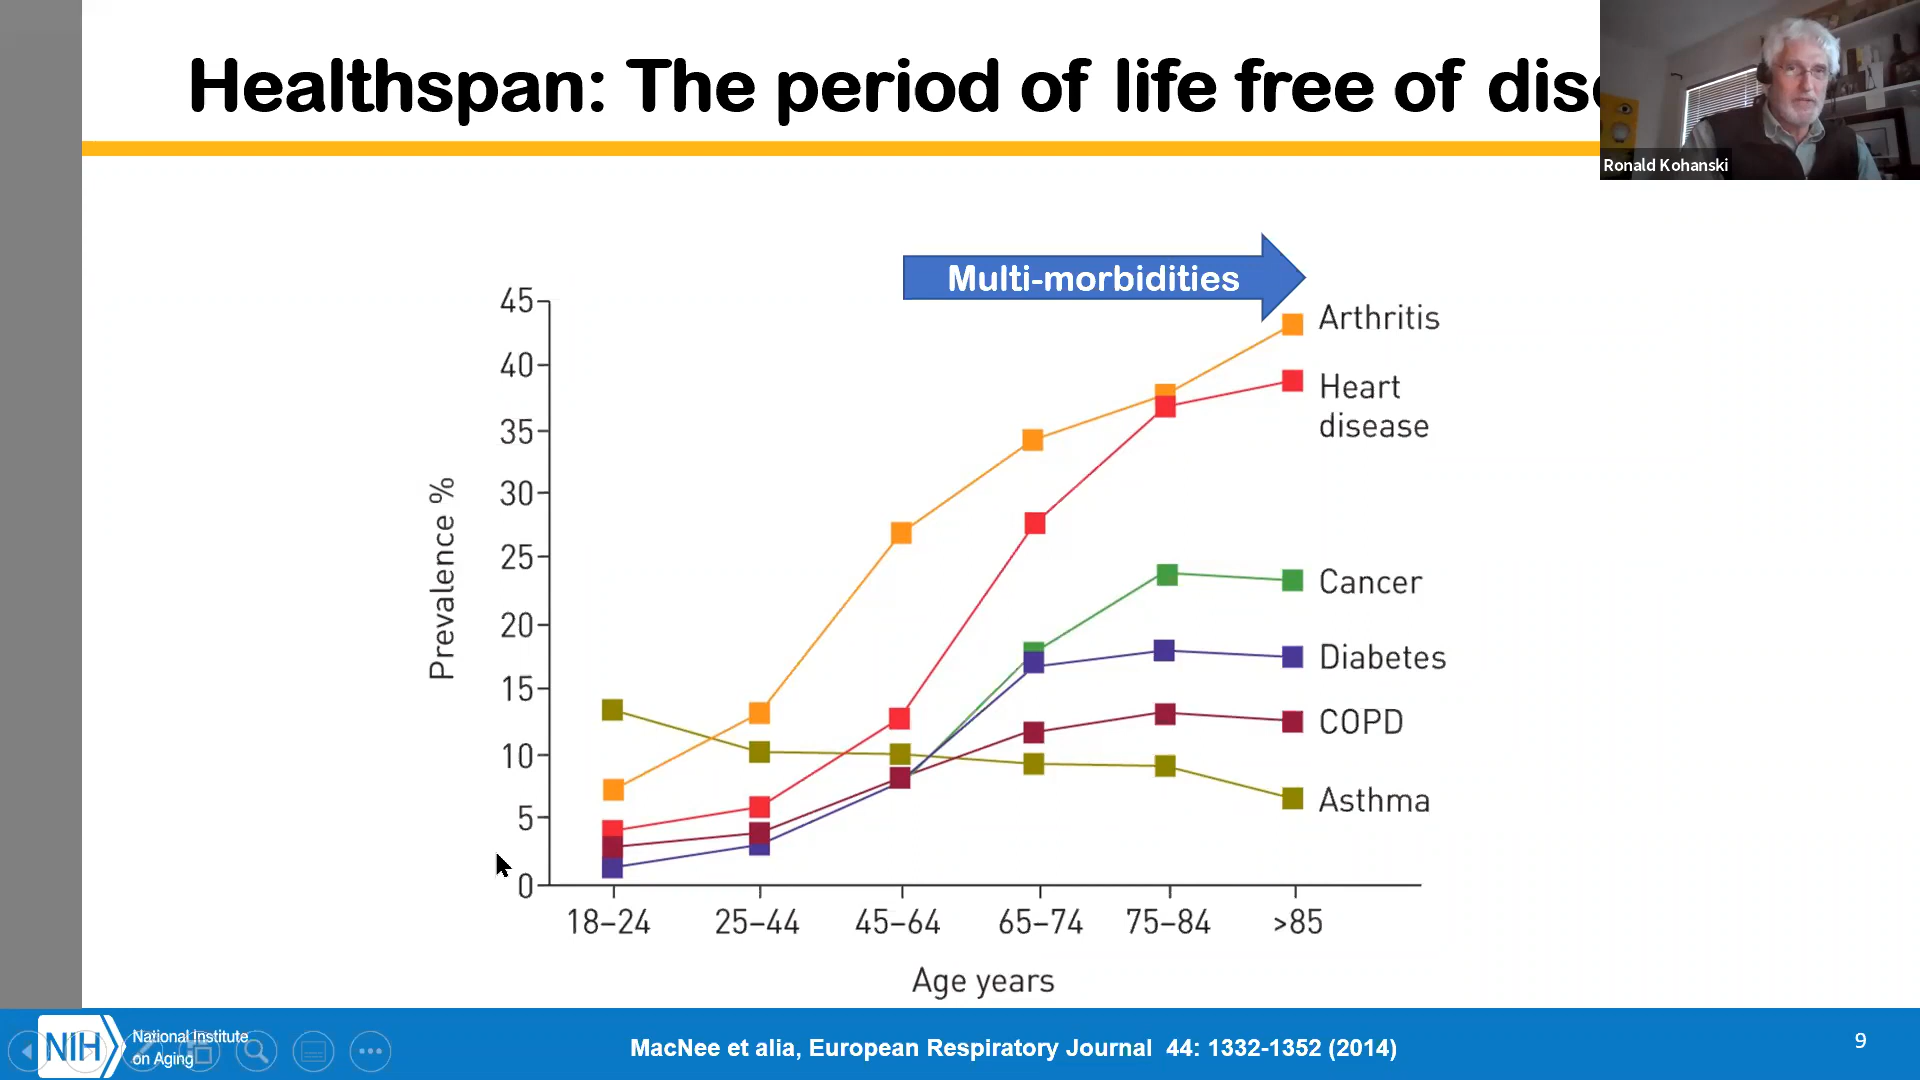 Healthspan: The period of life free of dis
Ronald Kohanski
Multi-morbidities
45
40
35
30
25
20
15
10
5
0
Prevalence %
Arthritis
Heart
disease
Cancer
Diabetes
COPD
Asthma
18–24 25–44 45–64 65–74 75–84 >85
Age years
NIH
National Institute
on Aging
MacNee et alia, European Respiratory Journal 44: 1332-1352 (2014)
9